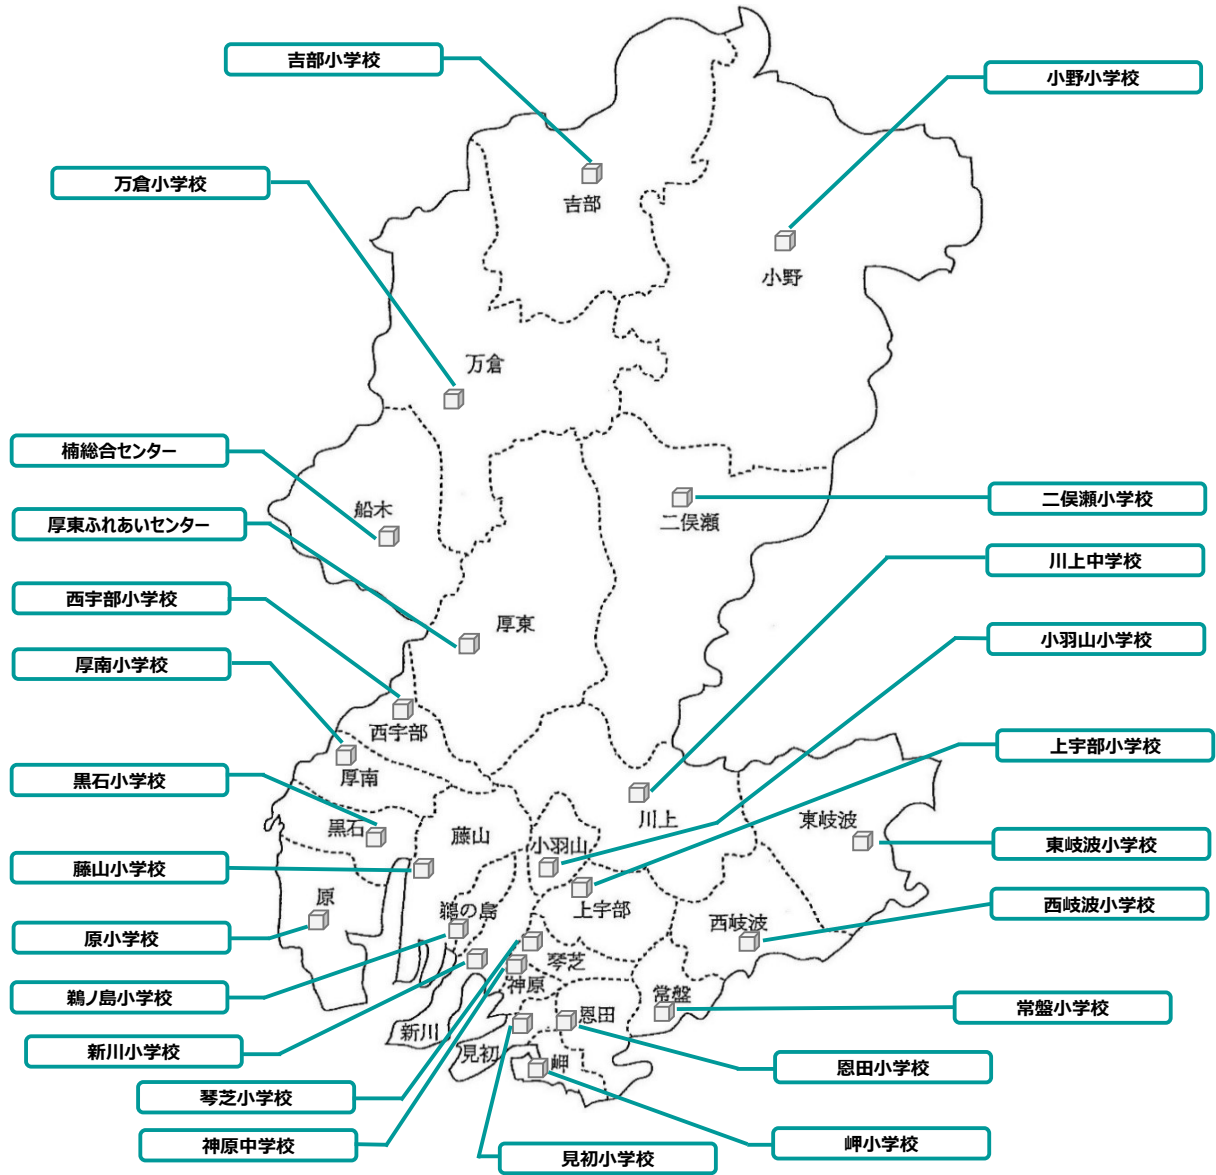 吉部小学校
小野小学校
万倉小学校
吉部
小野
万倉
楠総合センター
二俣瀬小学校
船木
二俣瀬
厚東ふれあいセンター
川上中学校
西宇部小学校
厚東
小羽山小学校
厚南小学校
西宇部
上宇部小学校
厚南
黒石小学校
川上
東岐波
黒石
藤山
小羽山
東岐波小学校
藤山小学校
原
鵜の島
上宇部
西岐波
西岐波小学校
原小学校
琴芝
神原
常盤
鵜ノ島小学校
恩田
常盤小学校
新川
新川小学校
見初
岬
恩田小学校
琴芝小学校
神原中学校
見初小学校
岬小学校